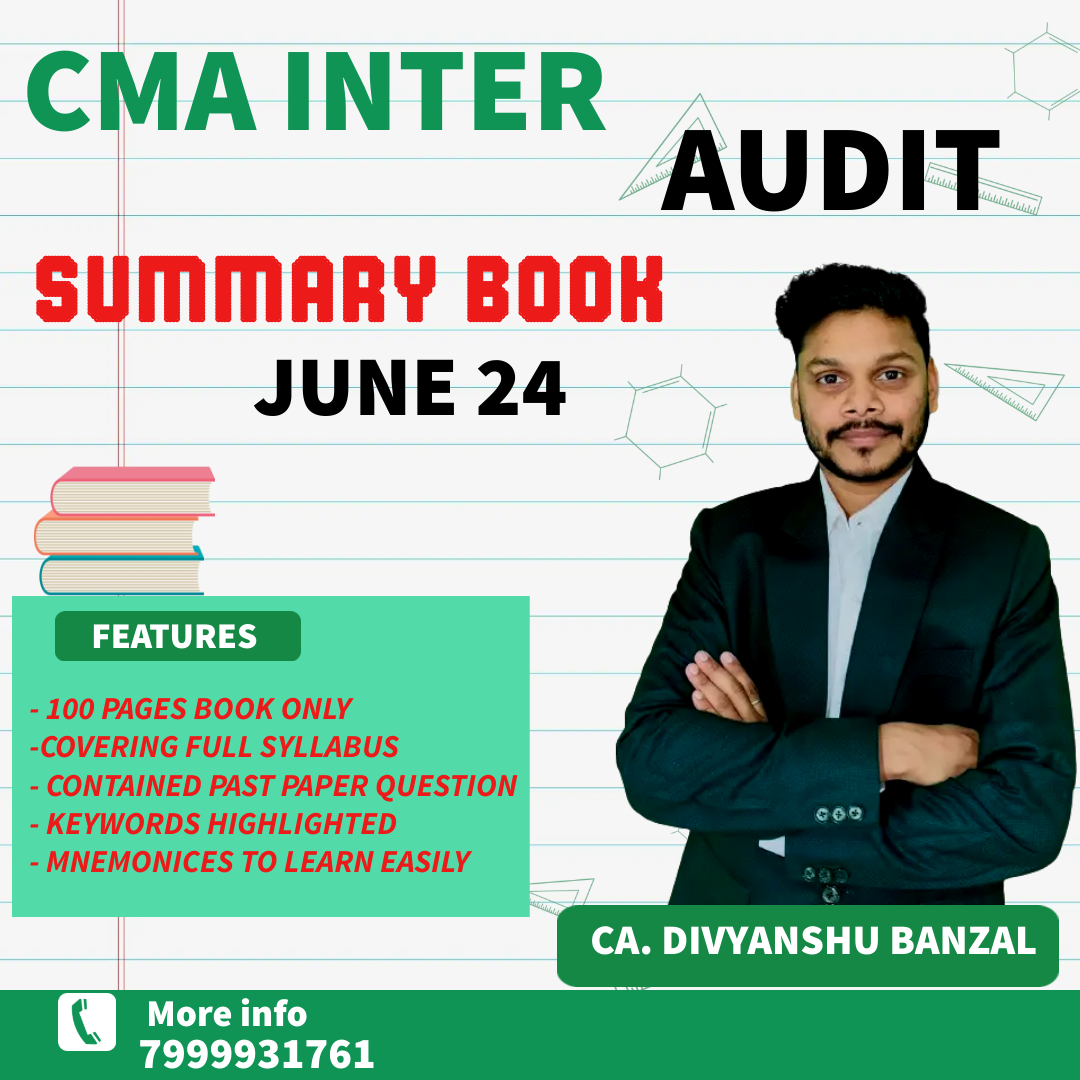 CMA INTER
AUDIT
SUMMARY BOOK
JUNE 24
FEATURES
- 100 PAGES BOOK ONLY
-COVERING FULL SYLLABUS
- CONTAINED PAST PAPER QUESTION
- KEYWORDS HIGHLIGHTED
- MNEMONICES TO LEARN EASILY
CA. DIVYANSHU BANZAL
More info
7999931761